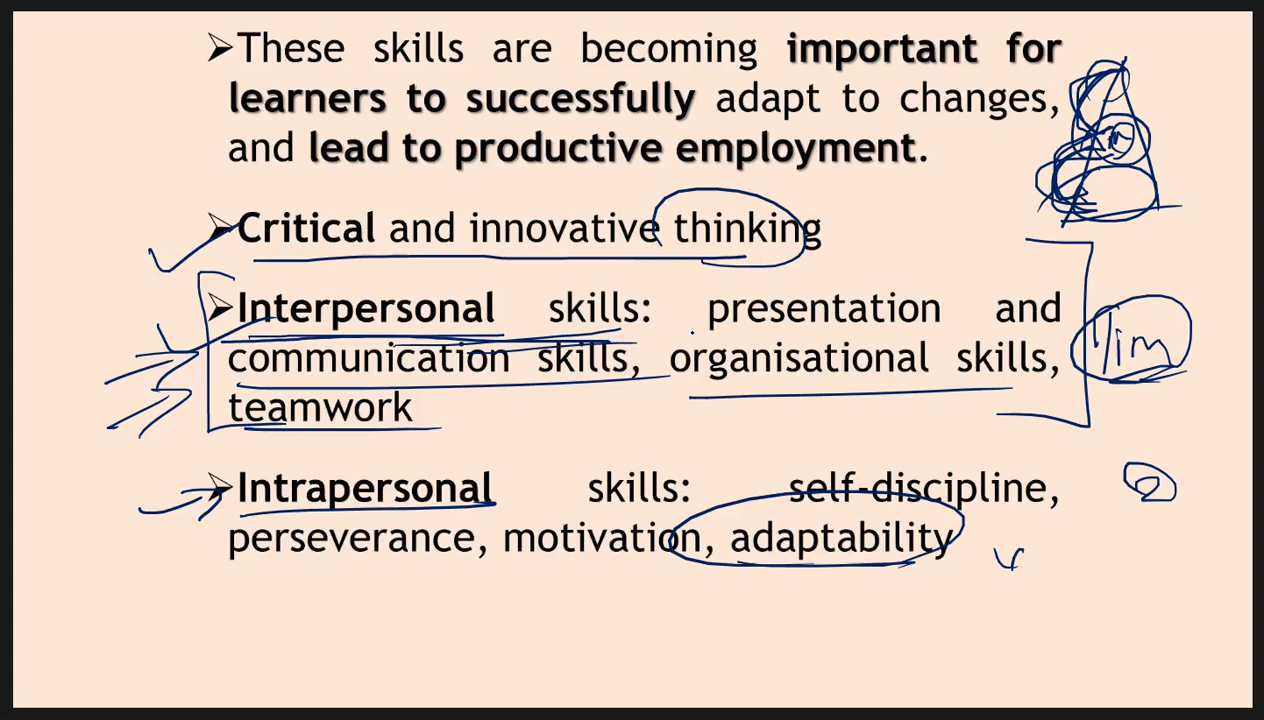 ➢These skills are becoming important for
learners to successfully adapt to changes,
and lead to productive employment.
➢Critical and innovative thinking
➢Interpersonal skills: presentation and
communication skills, organisational skills,
teamwork
➢Intrapersonal skills: self-discipline,
perseverance, motivation, adaptability